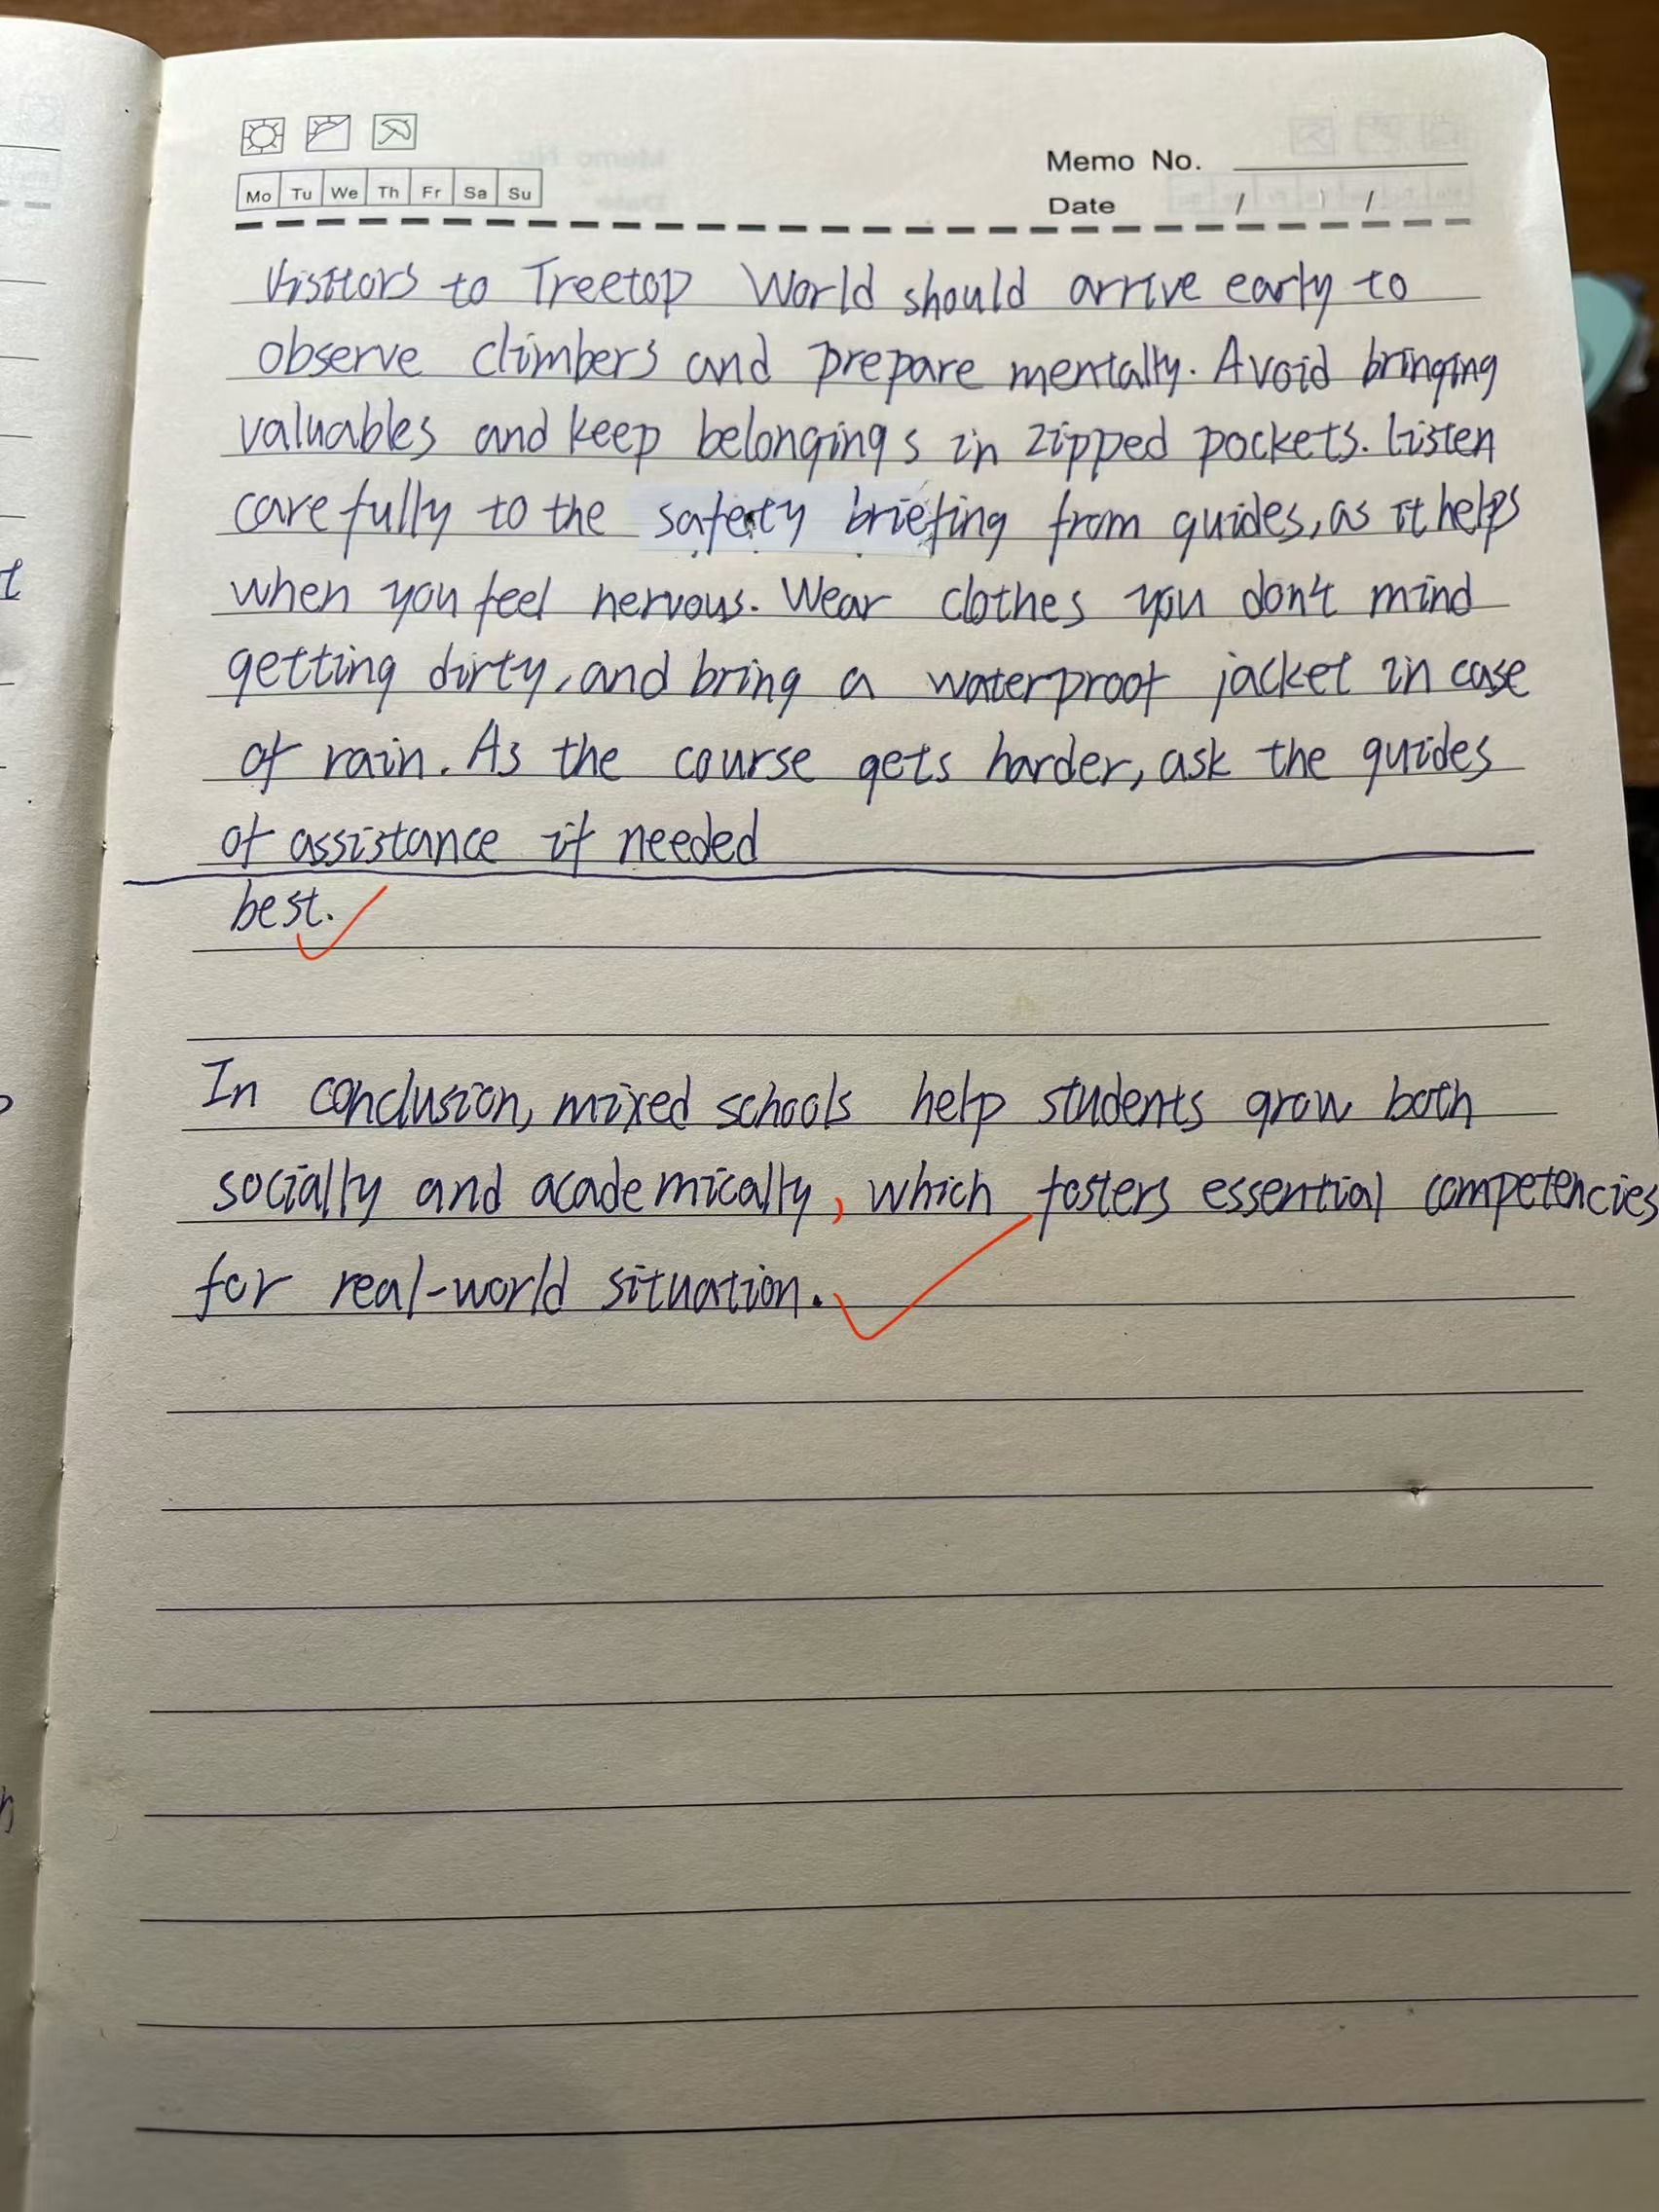 Memo No.
Mo Tu We Th Fr Sa Su
Date / /
Visitors to Treetop World should arrive early to
observe climbers and prepare mentally. Avoid bringing
valuables and keep belongings in zipped pockets. Listen
carefully to the safety briefing from guides, as it helps
when you feel nervous. Wear clothes you don't mind
getting dirty, and bring a waterproof jacket in case
of rain. As the course gets harder, ask the guides
of assistance if needed
best.
In conclusion, mixed schools help students grow both
socially and academically, which fosters essential competencies
for real-world situation.